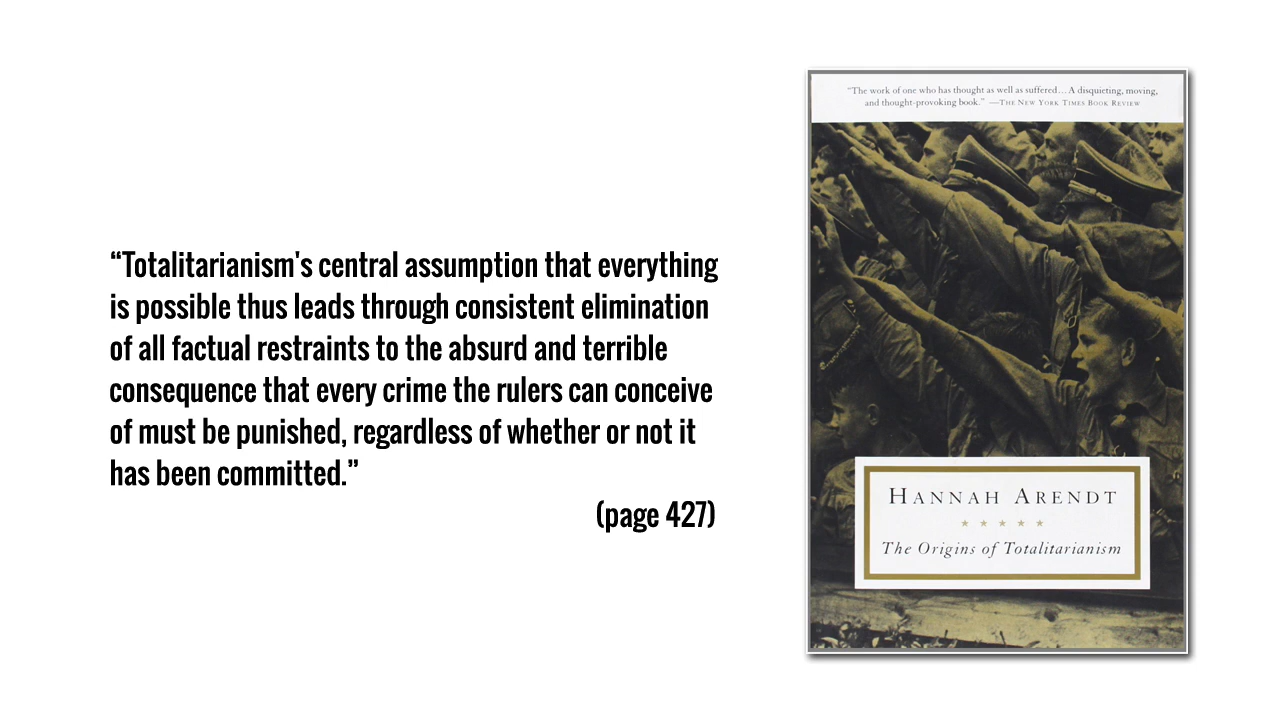 “Totalitarianism's central assumption that everything
is possible thus leads through consistent elimination
of all factual restraints to the absurd and terrible
consequence that every crime the rulers can conceive
of must be punished, regardless of whether or not it
has been committed.”
(page 427)
“The work of one who has thought as well as suffered… A disquieting, moving,
and thought-provoking book.” —The New York Times Book Review
Hannah Arendt
The Origins of Totalitarianism